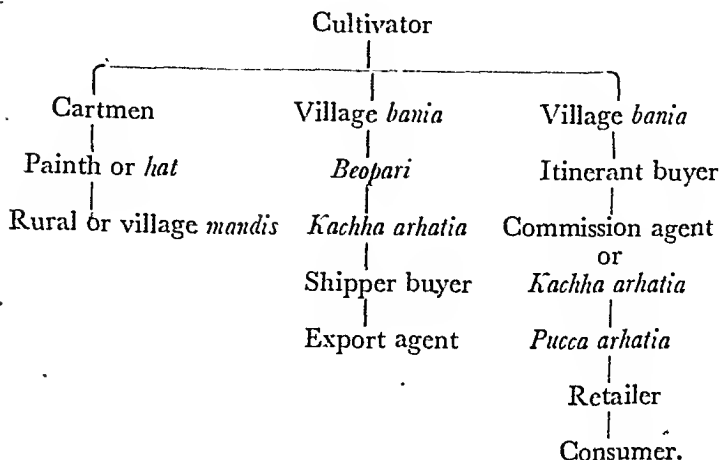 Cultivator
Cartmen Village bania Village bania
Painth or hat Beopari Itinerant buyer
Rural or village mandis Kachha arhatia Commission agent
or
Shipper buyer Kachha arhatia
Export agent Pucca arhatia
Retailer
Consumer.